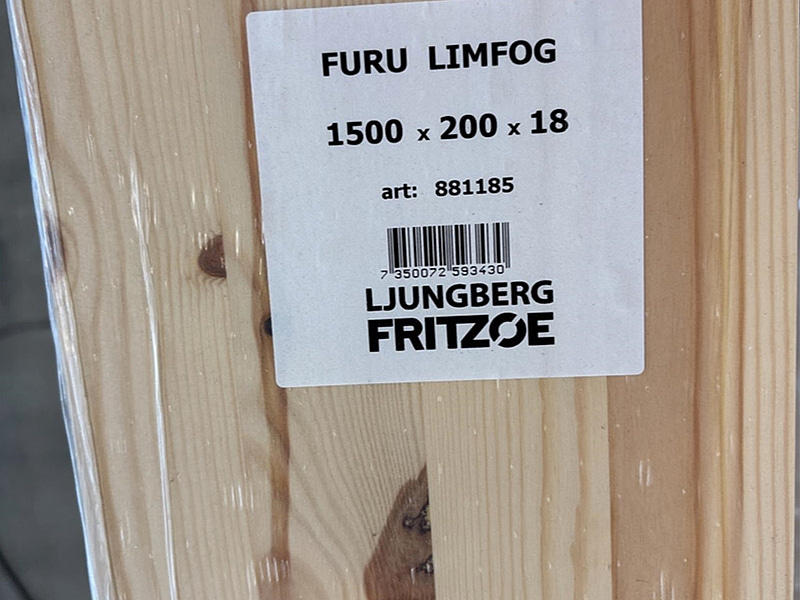 FURU LIMFOG
1500 x 200 x 18
art: 881185
7 350072 593430
LJUNGBERG
FRITZOE